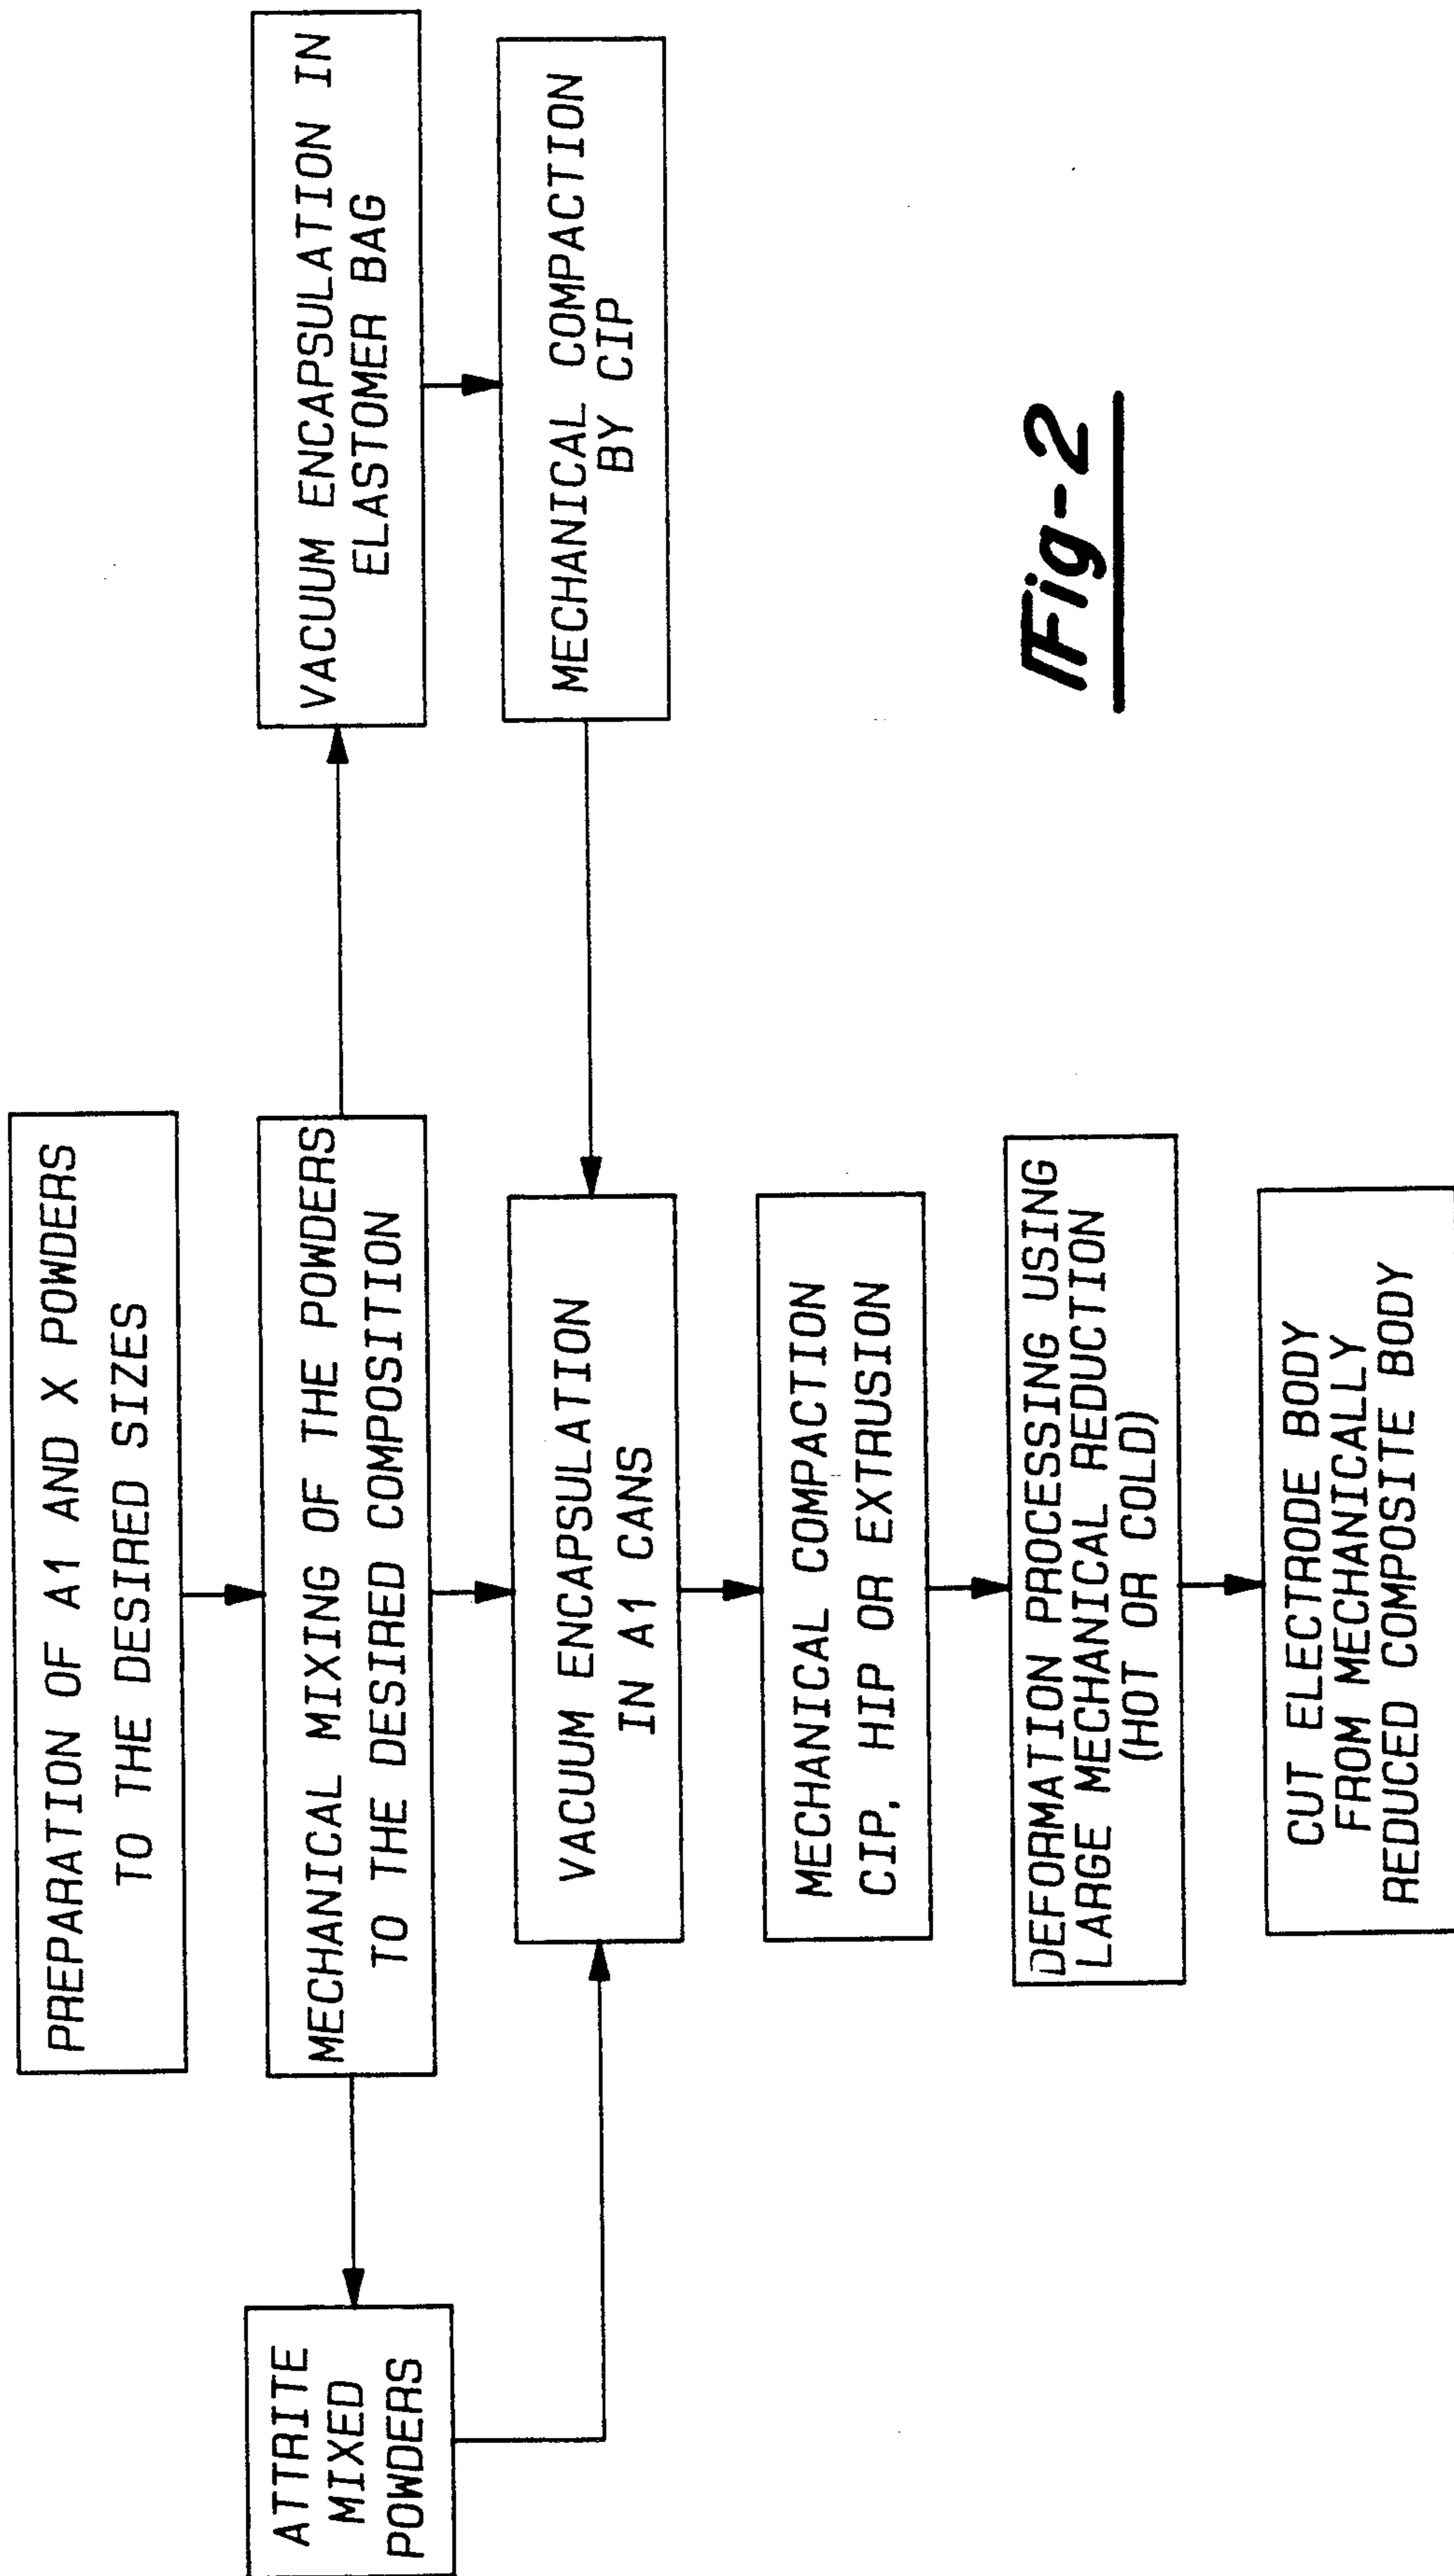 PREPARATION OF A1 AND X POWDERS
TO THE DESIRED SIZES
MECHANICAL MIXING OF THE POWDERS
TO THE DESIRED COMPOSITION
ATTRITE
MIXED
POWDERS
VACUUM ENCAPSULATION IN
ELASTOMER BAG
MECHANICAL COMPACTION
BY CIP
VACUUM ENCAPSULATION
IN A1 CANS
MECHANICAL COMPACTION
CIP, HIP OR EXTRUSION
DEFORMATION PROCESSING USING
LARGE MECHANICAL REDUCTION
(HOT OR COLD)
CUT ELECTRODE BODY
FROM MECHANICALLY
REDUCED COMPOSITE BODY
Fig-2